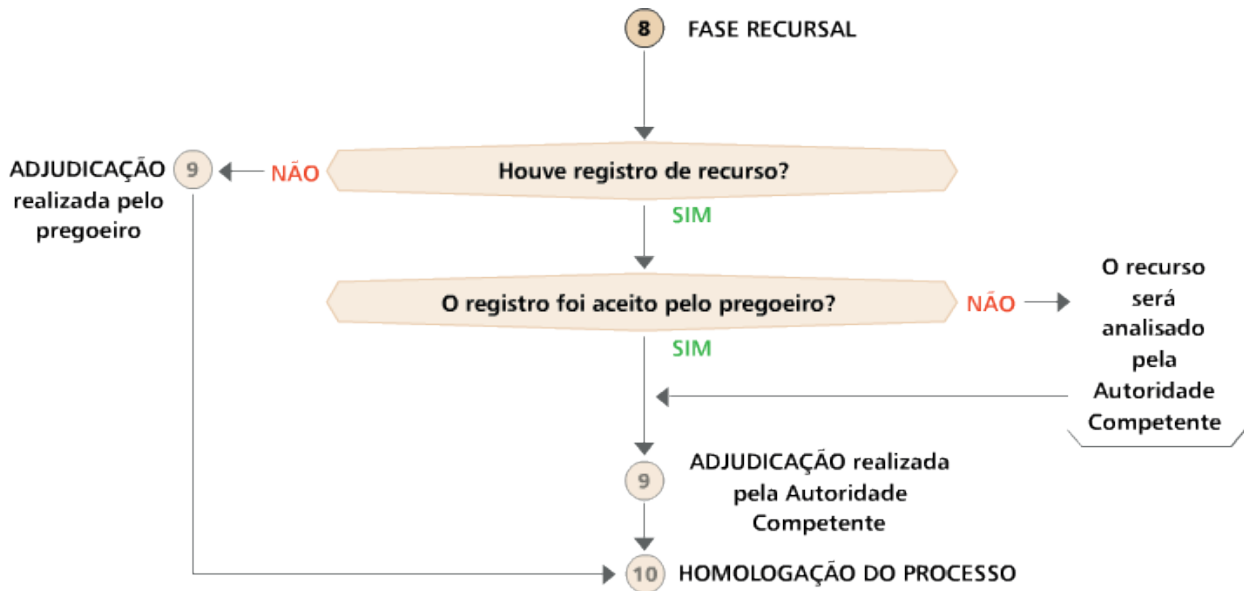 8 FASE RECURSAL
Houve registro de recurso?
NÃO
9
ADJUDICAÇÃO
realizada pelo
pregoeiro
SIM
O registro foi aceito pelo pregoeiro?
NÃO
O recurso
será
analisado
pela
Autoridade
Competente
SIM
9
ADJUDICAÇÃO realizada
pela Autoridade
Competente
10 HOMOLOGAÇÃO DO PROCESSO